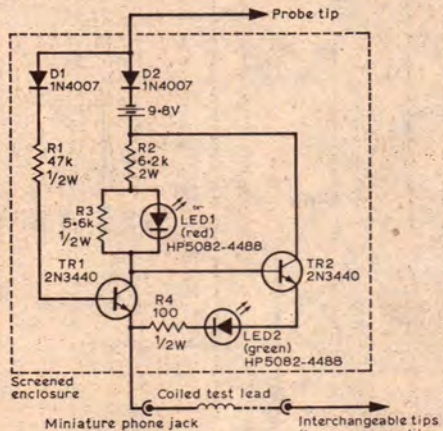 Probe tip
D1
1N4007
D2
1N4007
9·8V
R1
47k
1/2W
R2
6·2k
2W
R3
5·6k
1/2W
LED1
(red)
HP5082-4488
TR1
2N3440
TR2
2N3440
R4
100
1/2W
LED2
(green)
HP5082-4488
Screened
enclosure
Coiled test lead
Miniature phone jack
Interchangeable tips